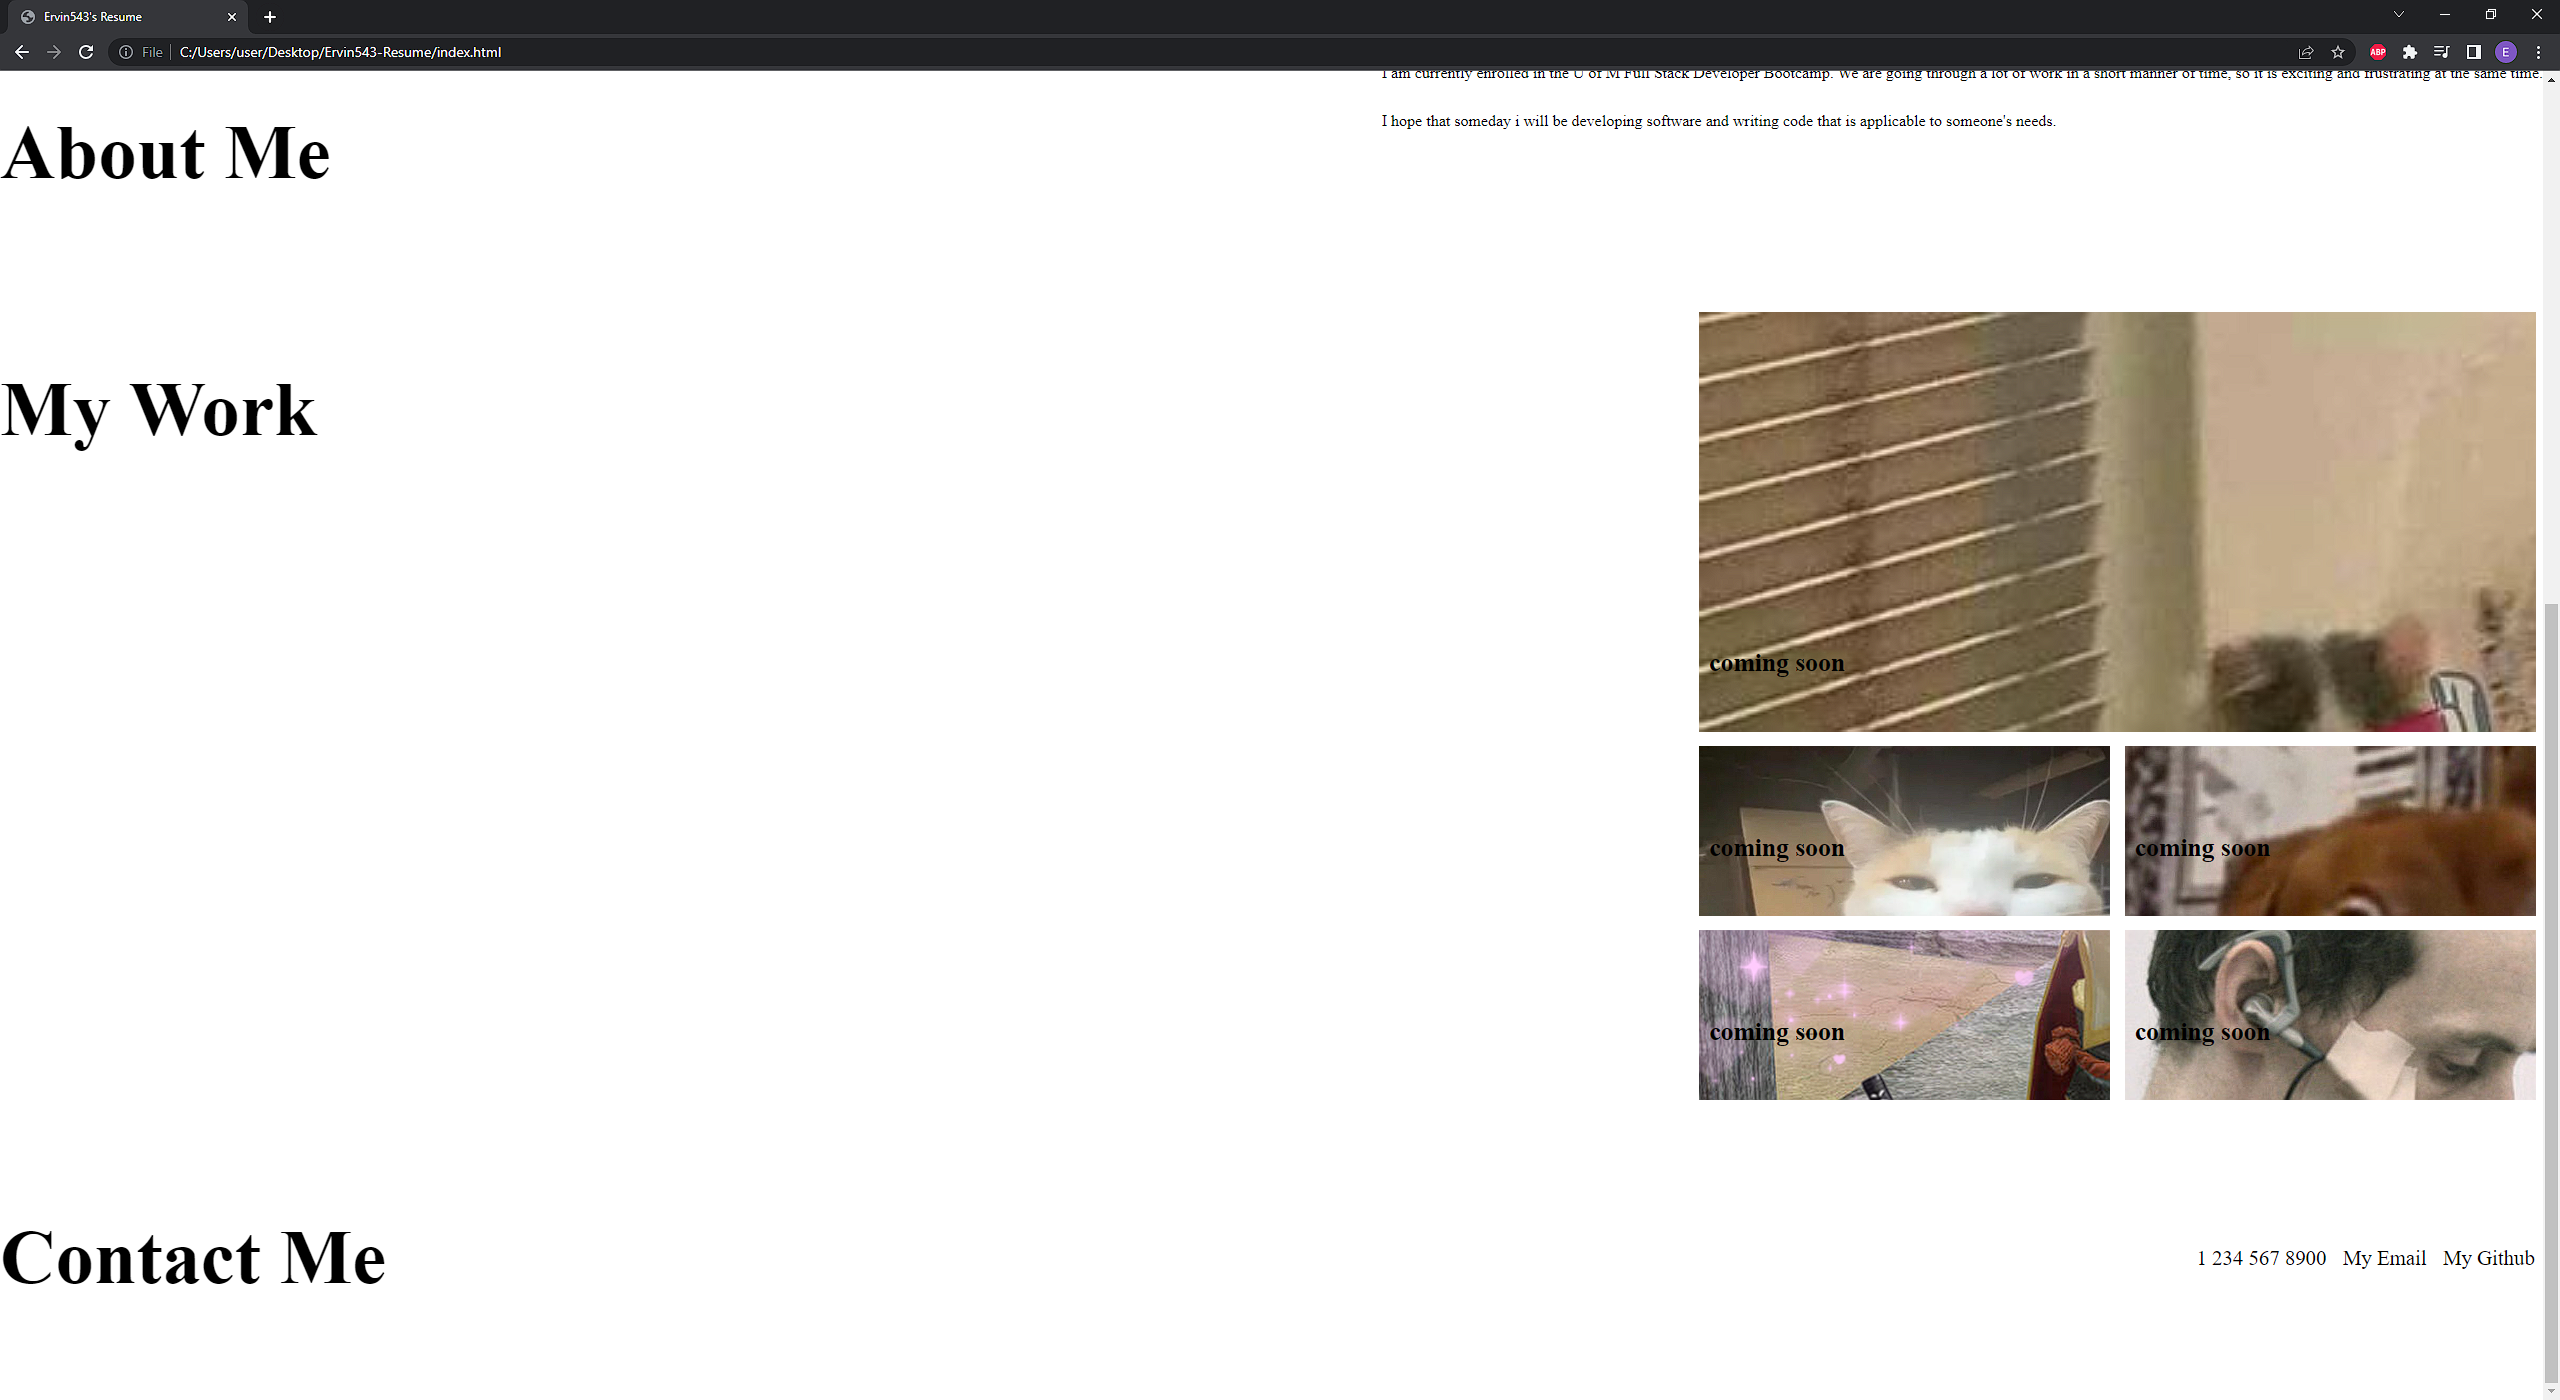 Ervin543's Resume
File
C:/Users/user/Desktop/Ervin543-Resume/index.html
ABP
E
I am currently enrolled in the U of M Full Stack Developer Bootcamp. We are going through a lot of work in a short manner of time, so it is exciting and frustrating at the same time.
I hope that someday i will be developing software and writing code that is applicable to someone's needs.
About Me
My Work
coming soon
coming soon
coming soon
coming soon
coming soon
Contact Me
1 234 567 8900 My Email My Github